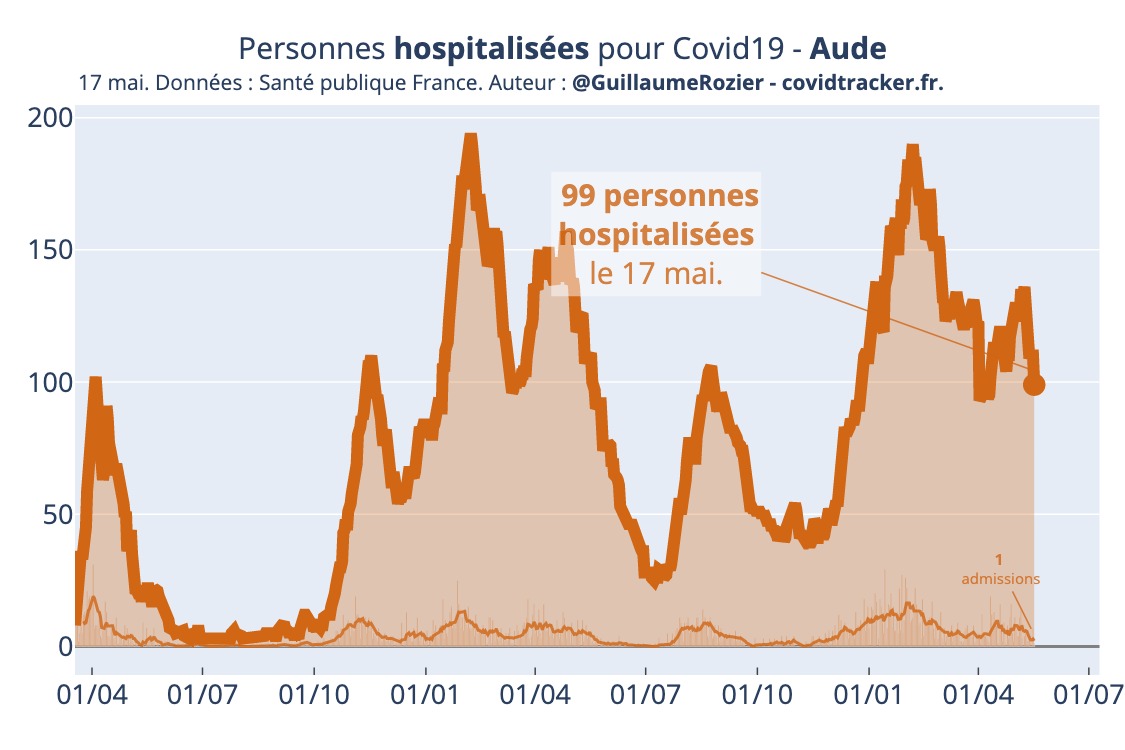 Personnes hospitalisées pour Covid19 - Aude
17 mai. Données : Santé publique France. Auteur : @GuillaumeRozier - covidtracker.fr.
200
99 personnes
hospitalisées
le 17 mai.
150
100
50
1
admissions
0
01/04 01/07 01/10 01/01 01/04 01/07 01/10 01/01 01/04 01/07